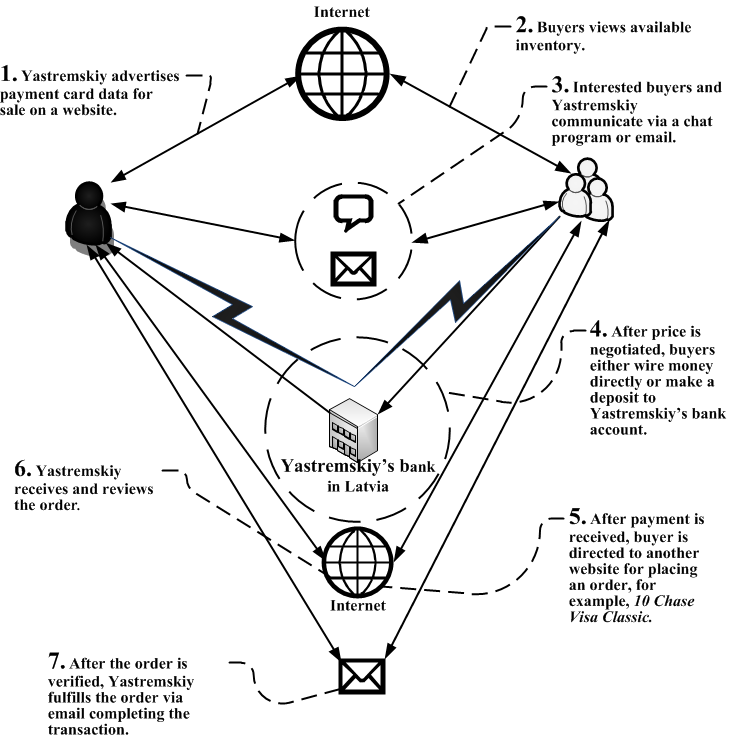 Internet
1. Yastremskiy advertises
payment card data for
sale on a website.
2. Buyers views available
inventory.
3. Interested buyers and
Yastremskiy
communicate via a chat
program or email.
4. After price is
negotiated, buyers
either wire money
directly or make a
deposit to
Yastremskiy's bank
account.
Yastremskiy's bank
in Latvia
5. After payment is
received, buyer is
directed to another
website for placing
an order, for
example, 10 Chase
Visa Classic.
6. Yastremskiy
receives and reviews
the order.
Internet
7. After the order is
verified, Yastremskiy
fulfills the order via
email completing the
transaction.